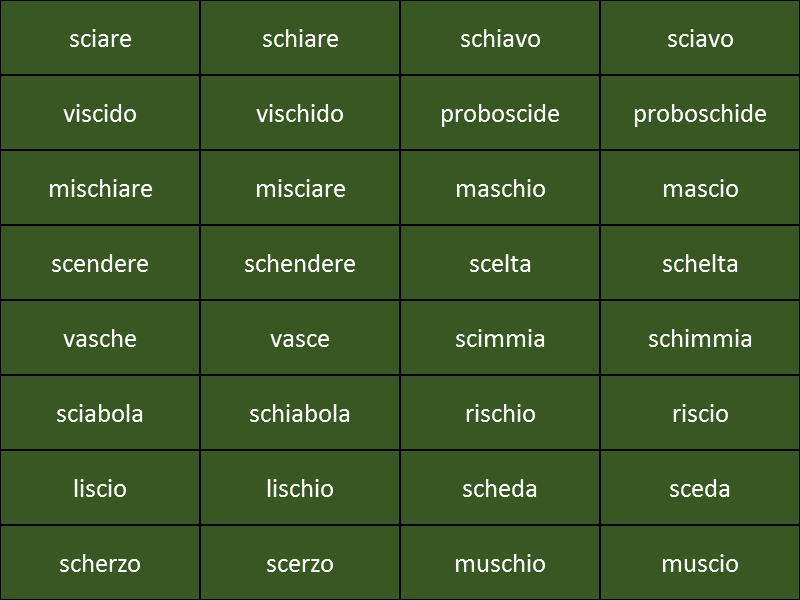 sciare schiare schiavo sciavo
viscido vischido proboscide proboschide
mischiare misciare maschio mascio
scendere schendere scelta schelta
vasche vasce scimmia schimmia
sciabola schiabola rischio riscio
liscio lischio scheda sceda
scherzo scerzo muschio muscio